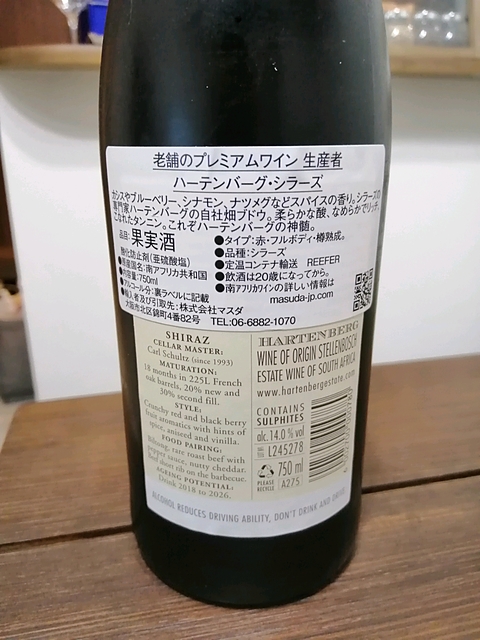 老舗のプレミアムワイン 生産者
ハーテンバーグ・シラーズ
カシスやブルーベリー、シナモン、ナツメグなどスパイスの香り。シラーズの
専門家ハーテンバーグの自社畑ブドウ。柔らかな酸、なめらかでリッチ、
こなれたタンニン。これぞハーテンバーグの神髄。
品名:果実酒
酸化防止剤(亜硫酸塩)
●原産国名:南アフリカ共和国
●容量:750ml
●アルコール分:裏ラベルに記載
●輸入者及び引取先:株式会社マスダ
大阪市北区錦町4番82号 TEL:06-6882-1070
●タイプ:赤・フルボディ・樽熟成。
●品種:シラーズ
●定温コンテナ輸送 REEFER
●飲酒は20歳になってから。
●南アフリカワインの詳しい情報は
masuda-jp.com
SHIRAZ
CELLAR MASTER:
Carl Schultz (since 1993)
MATURATION:
18 months in 225L French
oak barrels, 20% new and
30% second fill.
STYLE:
Crunchy red and black berry
fruit aromatics with hints of
spice, aniseed and vanilla.
FOOD PAIRING:
Biltong, rare roast beef with
pepper sauce, nutty cheddar.
Beef short rib on the barbecue.
AGEING POTENTIAL:
Drink 2018 to 2026.
HARTENBERG
WINE OF ORIGIN STELLENBOSCH
ESTATE WINE OF SOUTH AFRICA
www.hartenbergestate.com
CONTAINS
SULPHITES
alc. 14.0 % vol
L245278
750 ml
PLEASE
RECYCLE
A275
ALCOHOL REDUCES DRIVING ABILITY, DON'T DRINK AND DRIVE.